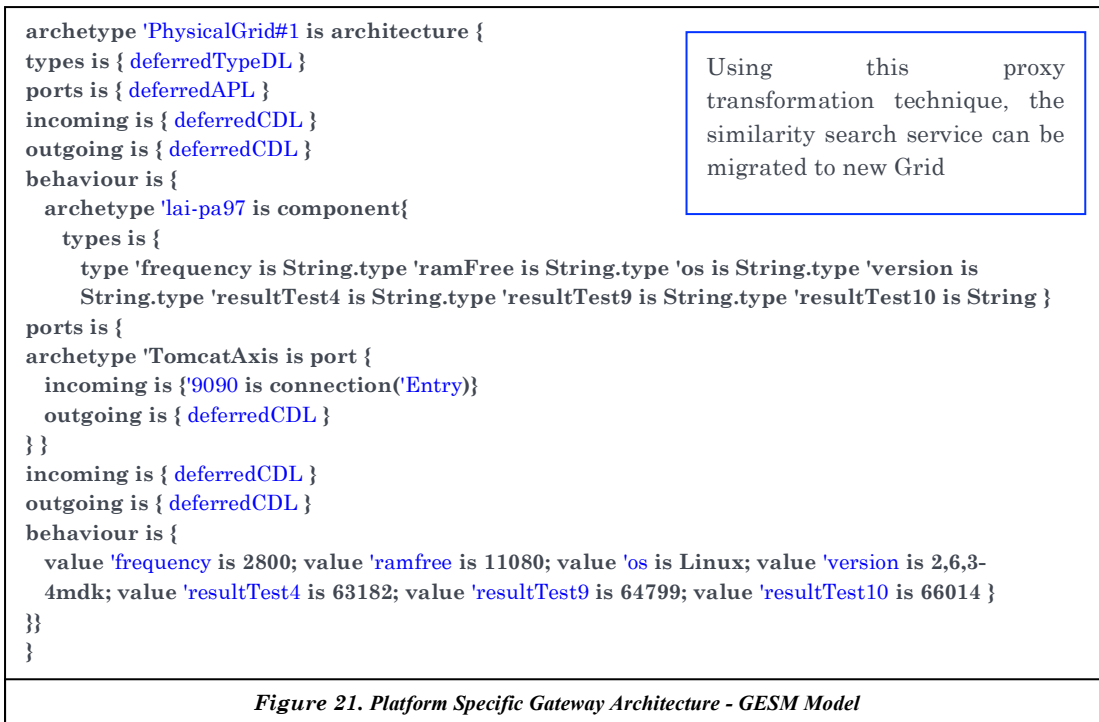 archetype 'PhysicalGrid#1 is architecture {
types is { deferredTypeDL }
ports is { deferredAPL }
incoming is { deferredCDL }
outgoing is { deferredCDL }
behaviour is {
archetype 'lai-pa97 is component{
types is {
type 'frequency is String.type 'ramFree is String.type 'os is String.type 'version is
String.type 'resultTest4 is String.type 'resultTest9 is String.type 'resultTest10 is String }
ports is {
archetype 'TomcatAxis is port {
incoming is {'9090 is connection('Entry)}
outgoing is { deferredCDL }
} }
incoming is { deferredCDL }
outgoing is { deferredCDL }
behaviour is {
value 'frequency is 2800; value 'ramfree is 11080; value 'os is Linux; value 'version is 2,6,3-
4mdk; value 'resultTest4 is 63182; value 'resultTest9 is 64799; value 'resultTest10 is 66014 }
}}
}
Using this proxy
transformation technique, the
similarity search service can be
migrated to new Grid
Figure 21. Platform Specific Gateway Architecture - GESM Model